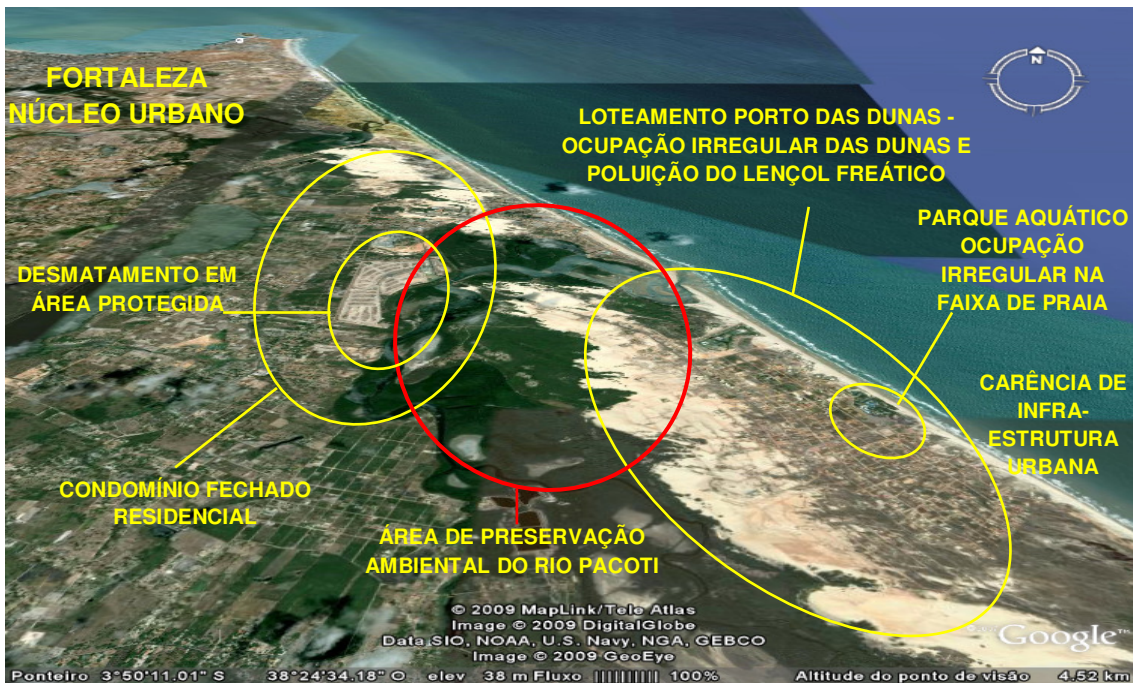 FORTALEZA
NÚCLEO URBANO
N
LOTEAMENTO PORTO DAS DUNAS -
OCUPAÇÃO IRREGULAR DAS DUNAS E
POLUIÇÃO DO LENÇOL FREÁTICO
PARQUE AQUÁTICO
OCUPAÇÃO
IRREGULAR NA
FAIXA DE PRAIA
DESMATAMENTO EM
ÁREA PROTEGIDA
CARÊNCIA DE
INFRA-
ESTRUTURA
URBANA
CONDOMÍNIO FECHADO
RESIDENCIAL
ÁREA DE PRESERVAÇÃO
AMBIENTAL DO RIO PACOTI
© 2009 MapLink/Tele Atlas
Image © 2009 DigitalGlobe
Data SIO, NOAA, U.S. Navy, NGA, GEBCO
Image © 2009 GeoEye
Google™
Ponteiro 3°50'11.01" S 38°24'34.18" O elev 38 m Fluxo |||||||||| 100% Altitude do ponto de visão 4.52 km